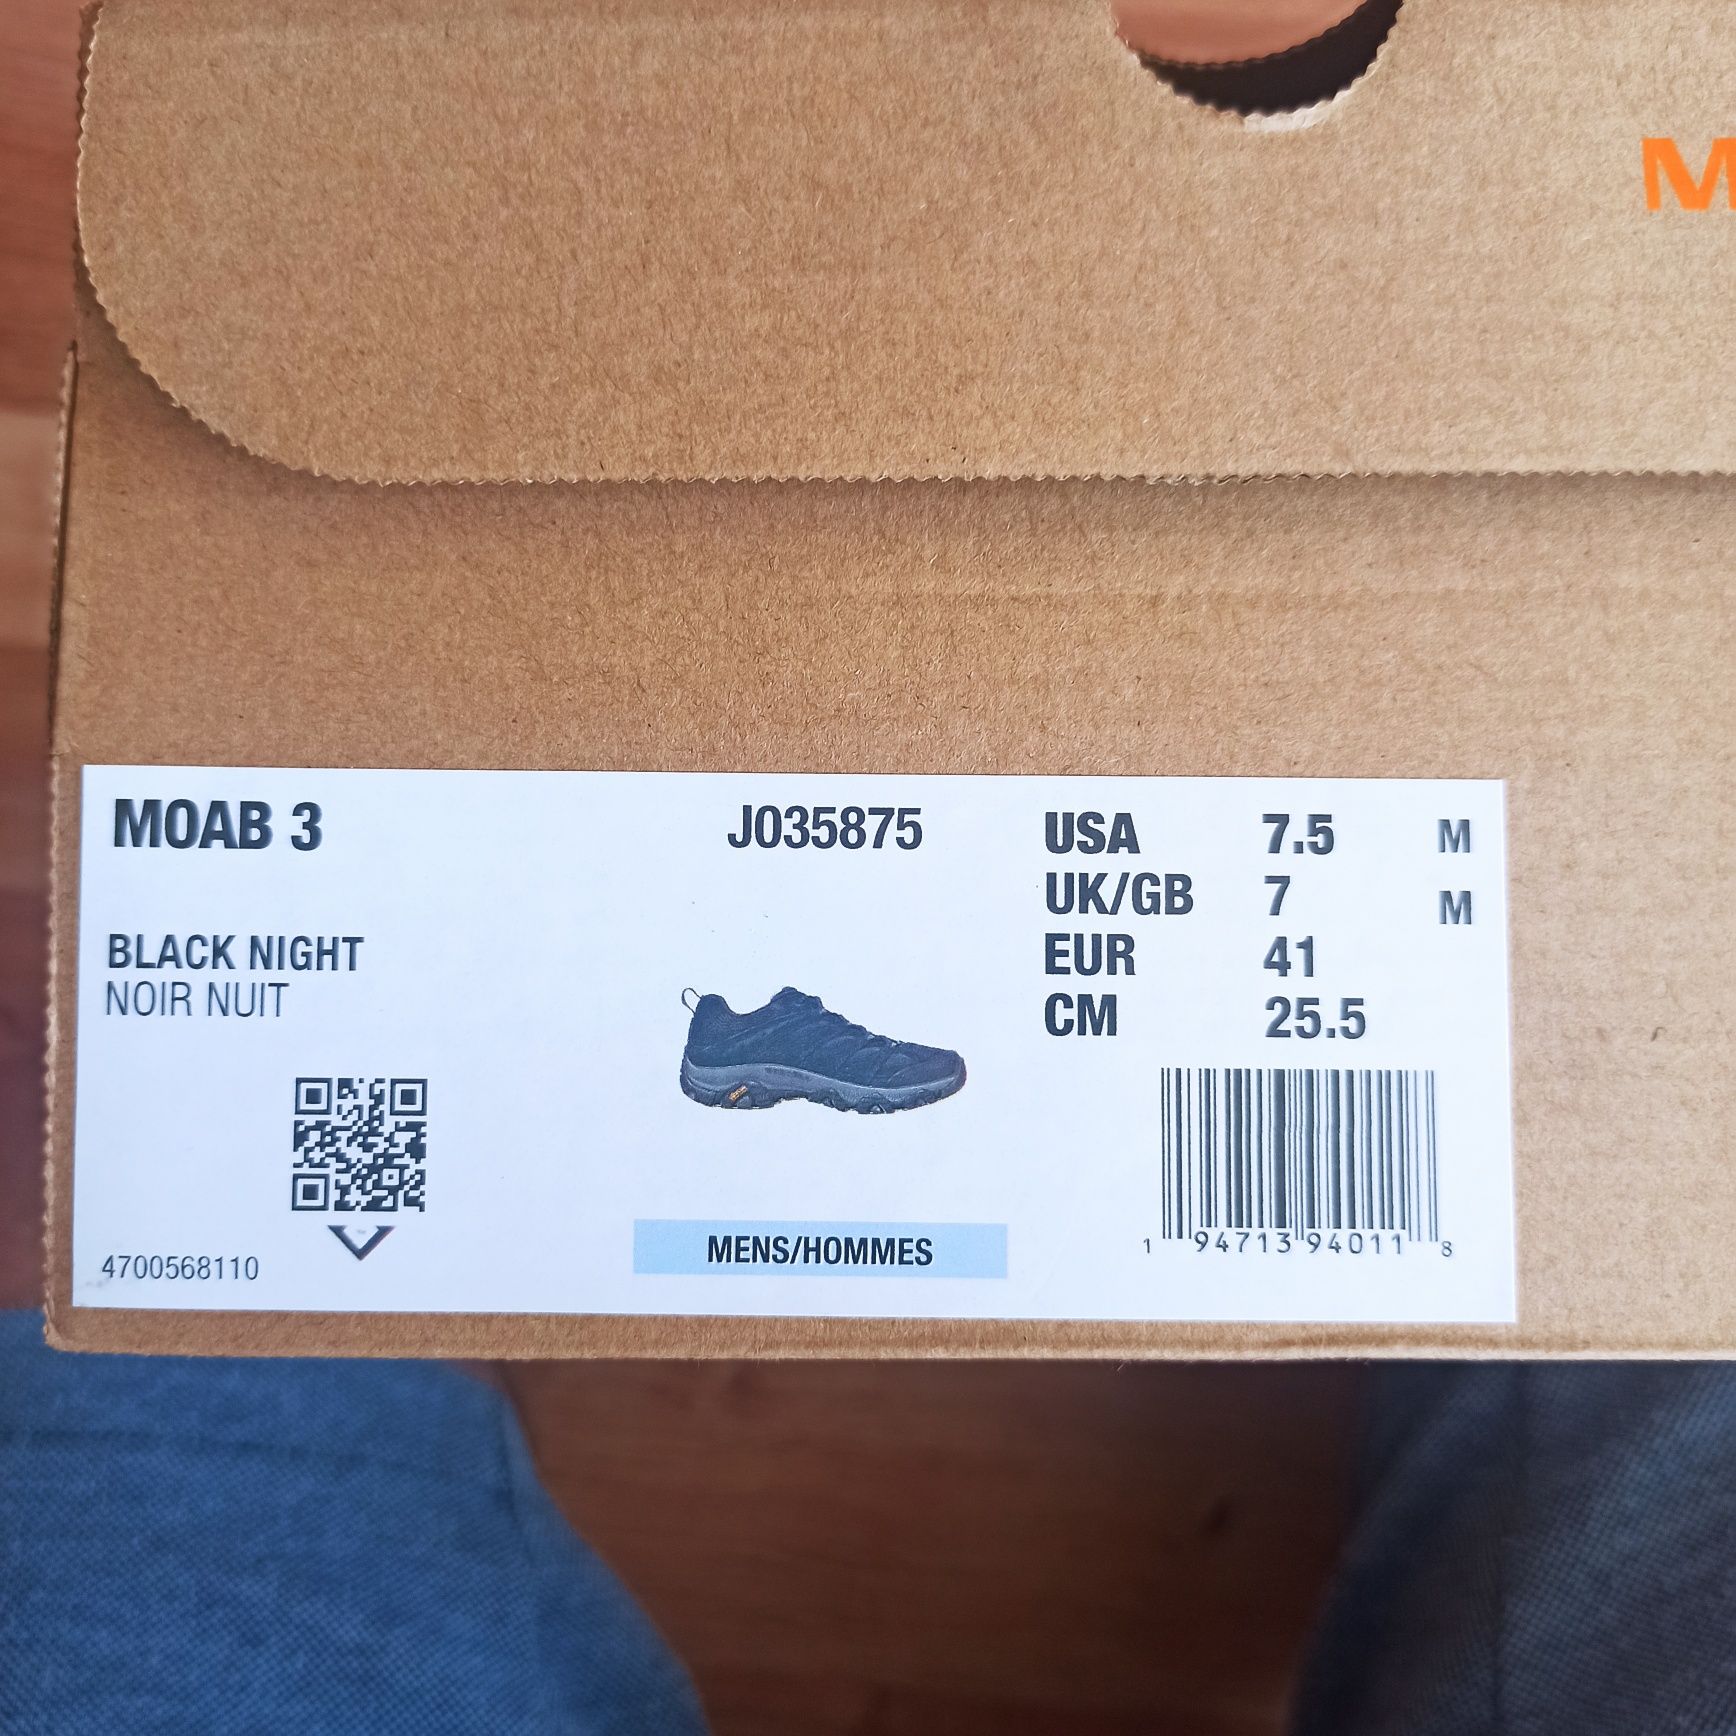 M
MOAB 3
J035875
BLACK NIGHT
NOIR NUIT
4700568110
MENS/HOMMES
USA 7.5 M
UK/GB 7 M
EUR 41
CM 25.5
1 94713 94011 8